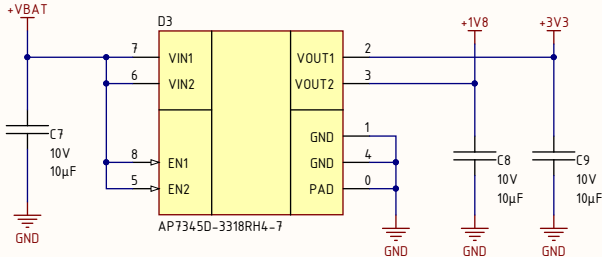 +VBAT
D3
+1V8
+3V3
7
VIN1
VOUT1
2
6
VIN2
VOUT2
3
C7
10V
10µF
8
EN1
5
EN2
GND
1
GND
4
PAD
0
C8
10V
10µF
C9
10V
10µF
AP7345D-3318RH4-7
GND
GND
GND
GND